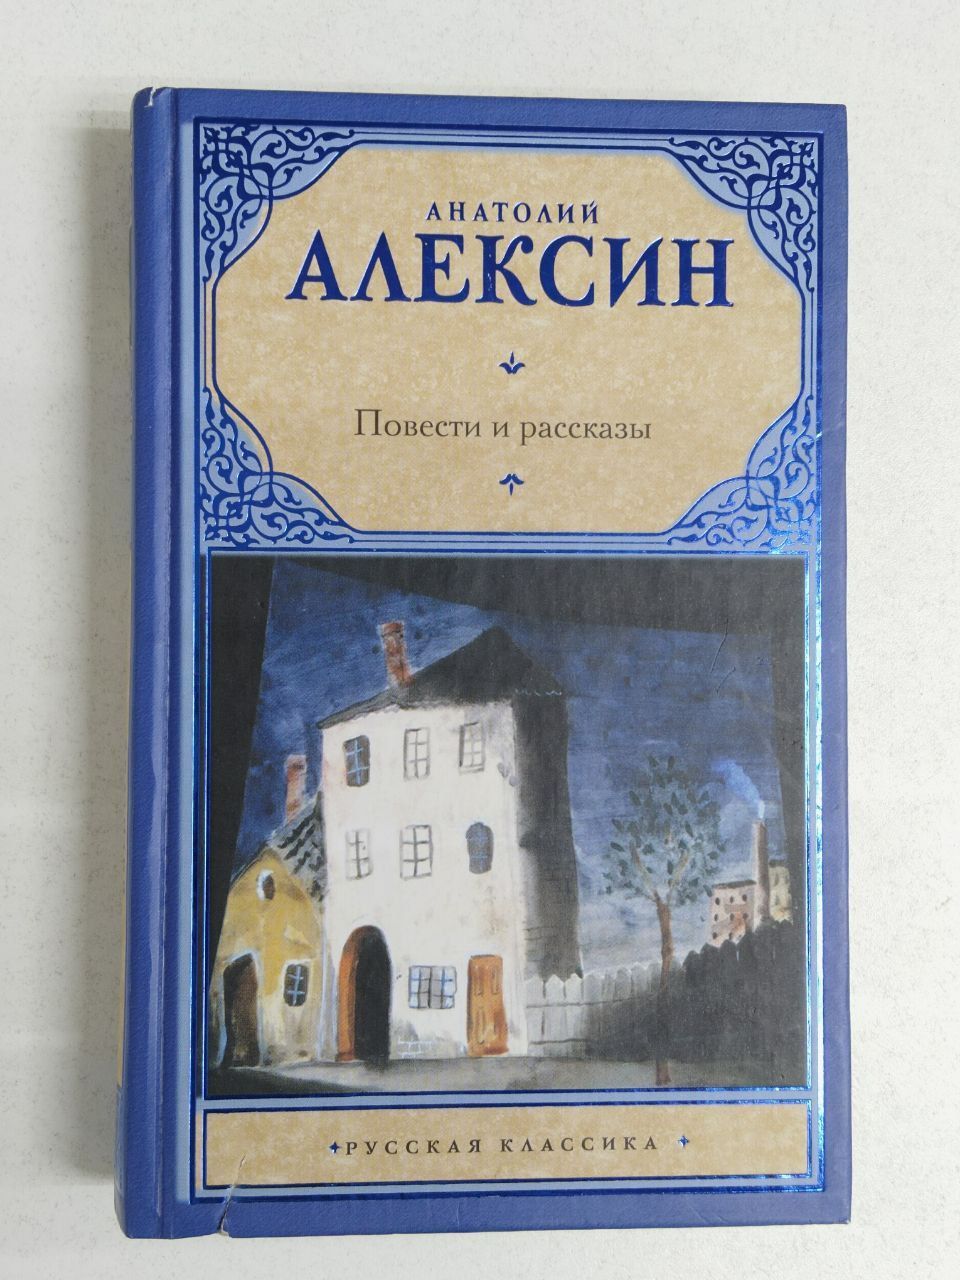 АНАТОЛИЙ
АЛЕКСИН
Повести и рассказы
РУССКАЯ КЛАССИКА